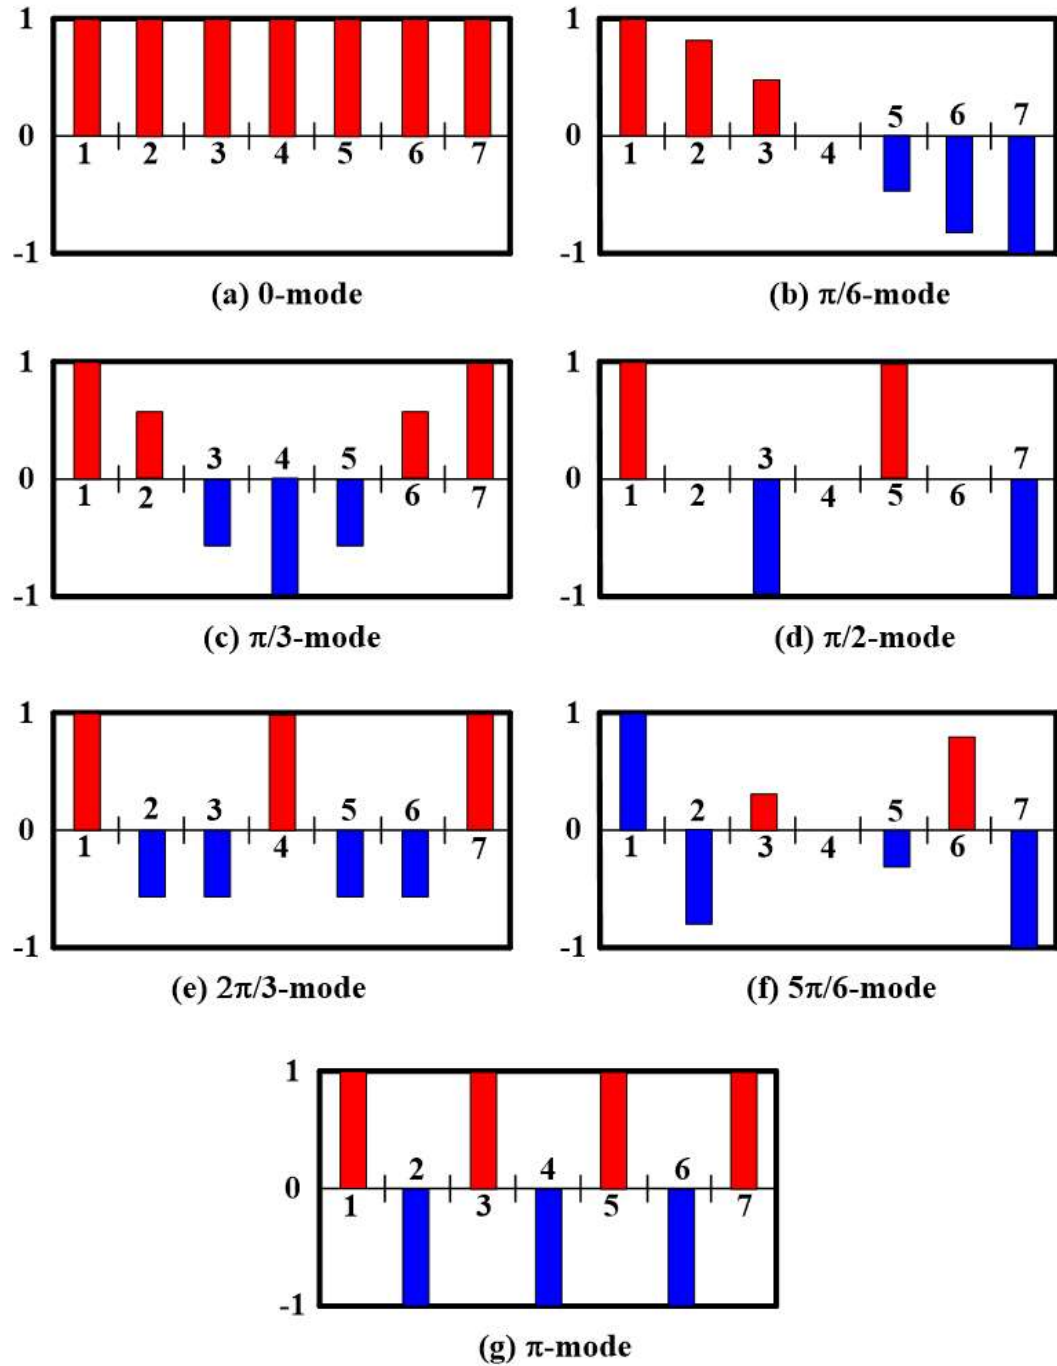 1 1
0 0
1 2 3 4 5 6 7 1 2 3 4 5 6 7
-1 -1
(a) 0-mode (b) π/6-mode
1 1
0 0
1 2 3 4 5 6 7 1 2 3 4 5 6 7
-1 -1
(c) π/3-mode (d) π/2-mode
1 1
0 0
1 2 3 4 5 6 7 1 2 3 4 5 6 7
-1 -1
(e) 2π/3-mode (f) 5π/6-mode
1
0
1 2 3 4 5 6 7
-1
(g) π-mode